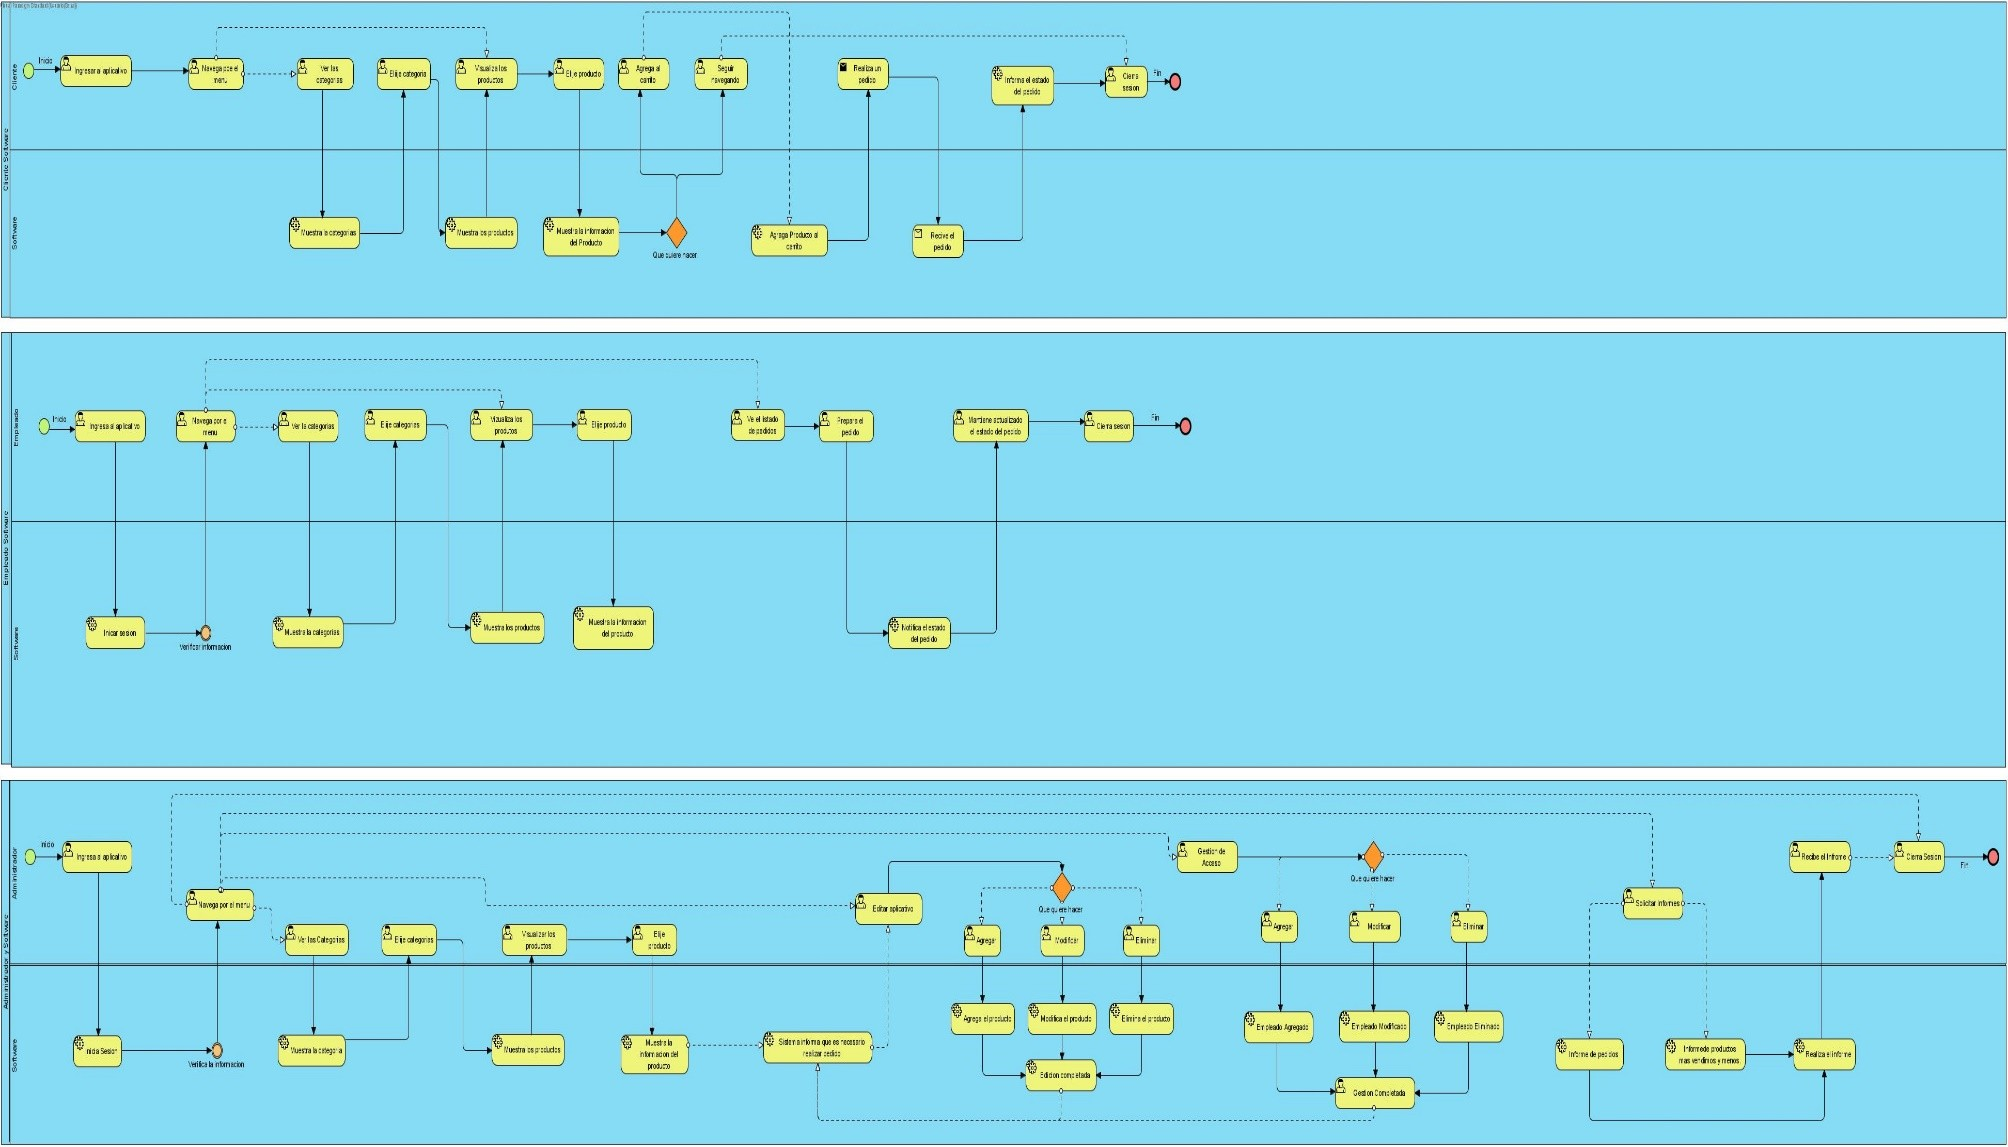 Cliente Software
Cliente
Inicio
Ingresar al aplicativo
Navega por el
menu
Ver las
categorias
Elije categoria
Visualiza los
productos
Elije producto
Agrega al
carrito
Seguir
navegando
Realiza un
pedido
Informa el estado
del pedido
Cierra
sesion
Fin
Software
Muestra la categorias
Muestra los productos
Muestra la informacion
del Producto
Que quiere hacer
Agraga Producto al
carrito
Recive el
pedido
Empleado Software
Empleado
Inicio
Ingresa al aplicativo
Navega por el
menu
Ver la categorias
Elije categorias
Vizualiza los
produtos
Elije producto
Ve el listado
de pedidos
Prepara el
pedido
Mantiene actualizado
el estado del pedido
Cierra sesion
Fin
Software
Iniciar sesion
Verificar informacion
Muestra la categorias
Muestra los productos
Muestra la informacion
del producto
Notifica el estado
del pedido
Administrador y Software
Administrador
Inicio
Ingresa al aplicativo
Navega por el menu
Ver las Categorias
Elije categorias
Visualizar los
productos
Elije
producto
Editar aplicativo
Que quiere hacer
Agregar
Modificar
Eliminar
Gestion de
Acceso
Que quiere hacer
Agregar
Modificar
Eliminar
Solicitar informes
Recibe el Informe
Cierra Sesion
Fin
Software
Inicia Sesion
Verifica la informacion
Muestra la categoria
Muestra los productos
Muestra la
informacion del
producto
Sistema informa que es necesario
realizar pedido
Agrega el producto
Modifica el producto
Elimina el producto
Edicion completada
Empleado Agregado
Empleado Modificado
Empleado Eliminado
Gestion Completada
Informe de pedidos
Informe de productos
mas vendimos y menos
Realiza el informe